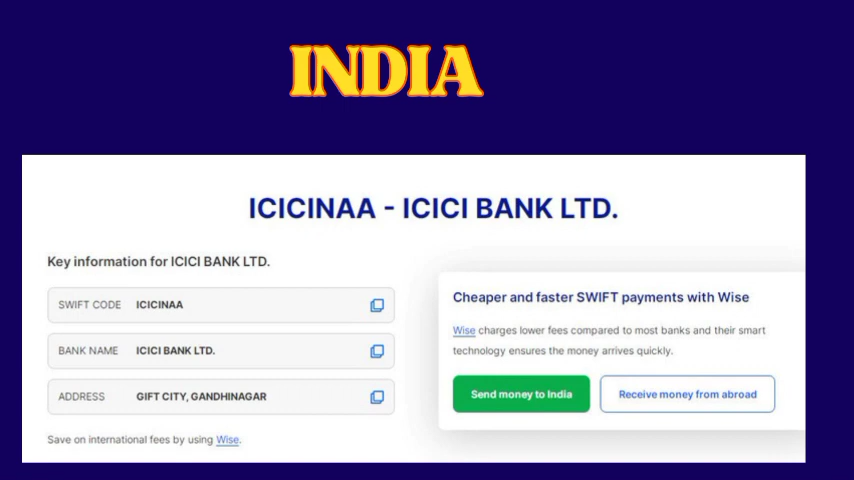 INDIA
ICICINAA - ICICI BANK LTD.
Key information for ICICI BANK LTD.
SWIFT CODE ICICINAA
BANK NAME ICICI BANK LTD.
ADDRESS GIFT CITY, GANDHINAGAR
Save on international fees by using Wise.
Cheaper and faster SWIFT payments with Wise
Wise charges lower fees compared to most banks and their smart
technology ensures the money arrives quickly.
Send money to India
Receive money from abroad